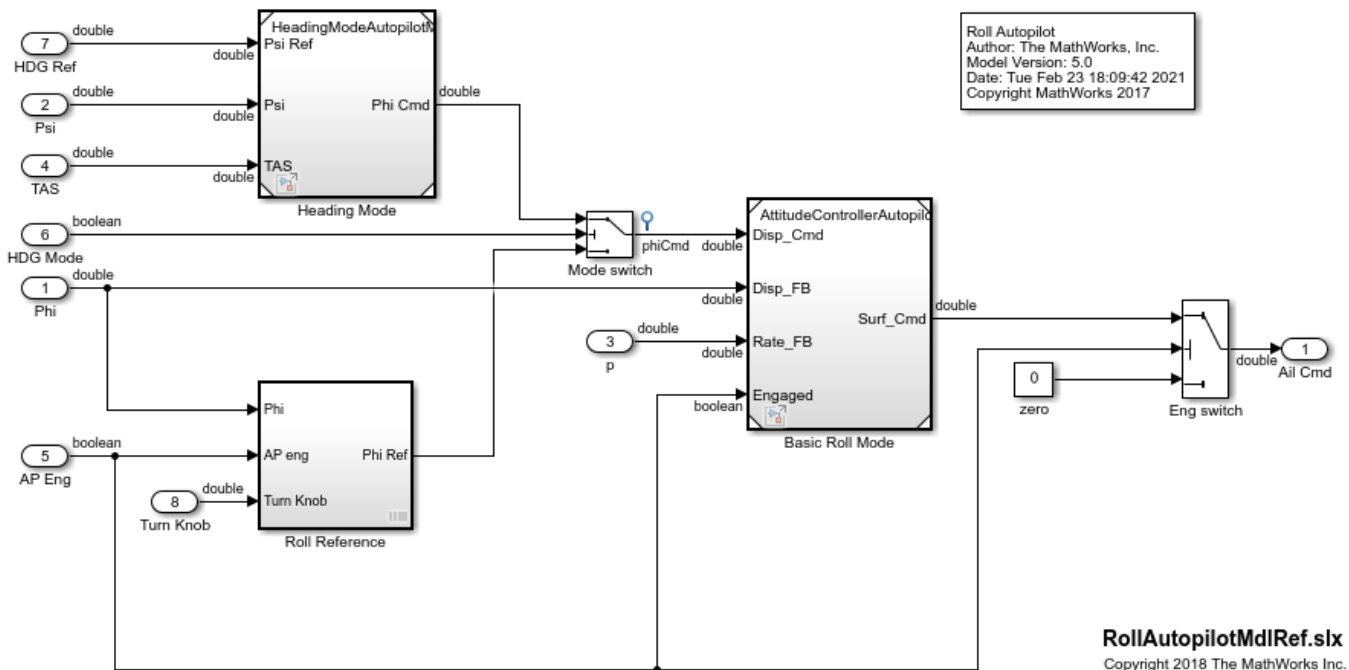 HeadingModeAutopilotM
double
7
HDG Ref
double
Psi Ref
double
2
Psi
double
Psi
Phi Cmd
double
double
4
TAS
double
TAS
Heading Mode
Roll Autopilot
Author: The MathWorks, Inc.
Model Version: 5.0
Date: Tue Feb 23 18:09:42 2021
Copyright MathWorks 2017
boolean
6
HDG Mode
Mode switch
phiCmd
double
AttitudeControllerAutopilo
Disp_Cmd
double
1
Phi
double
Disp_FB
double
3
p
double
Rate_FB
boolean
Engaged
Surf_Cmd
double
Basic Roll Mode
0
zero
Eng switch
double
1
Ail Cmd
Phi
boolean
5
AP Eng
AP eng
Phi Ref
double
8
Turn Knob
Turn Knob
Roll Reference
RollAutopilotMdlRef.slx
Copyright 2018 The MathWorks Inc.